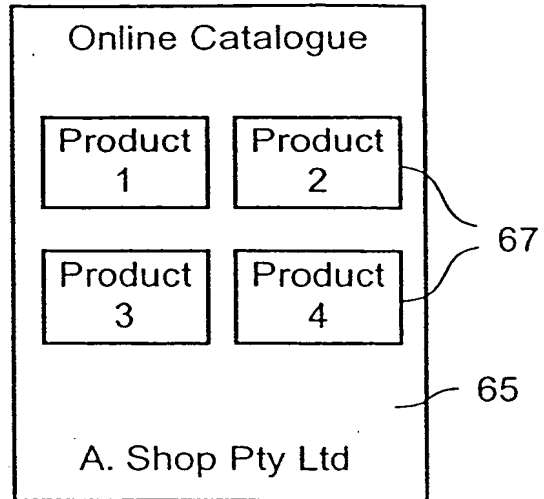 Online Catalogue
Product
1
Product
2
67
Product
3
Product
4
65
A. Shop Pty Ltd